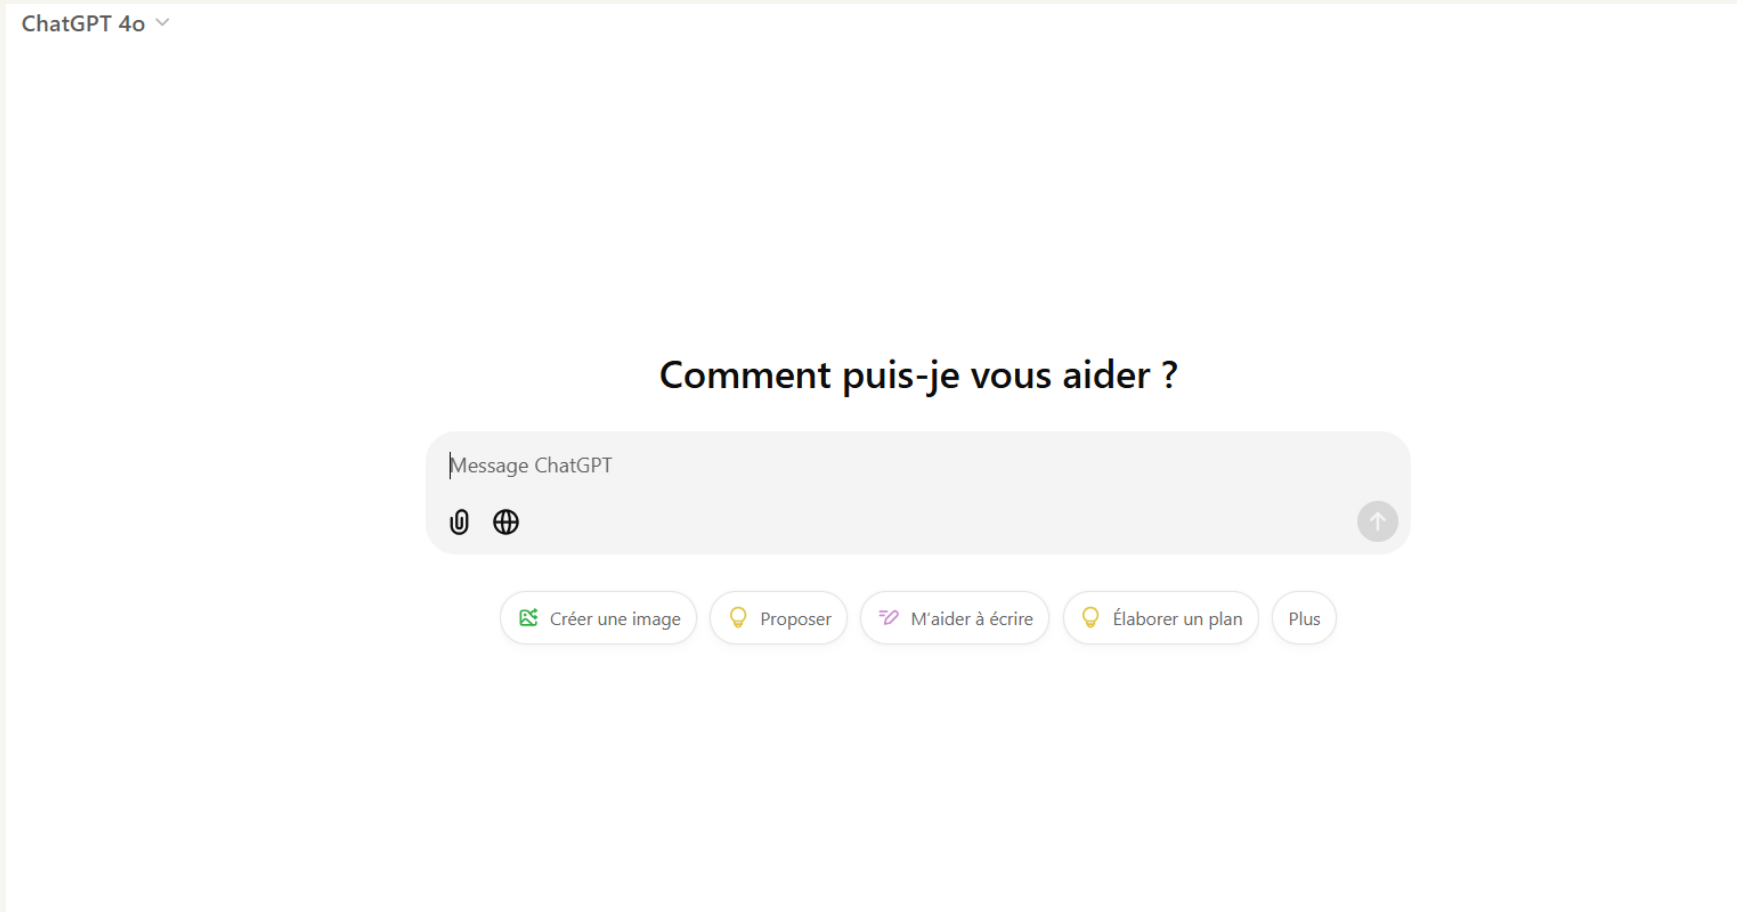 ChatGPT 4o
Comment puis-je vous aider ?
Message ChatGPT
Créer une image
Proposer
M'aider à écrire
Élaborer un plan
Plus